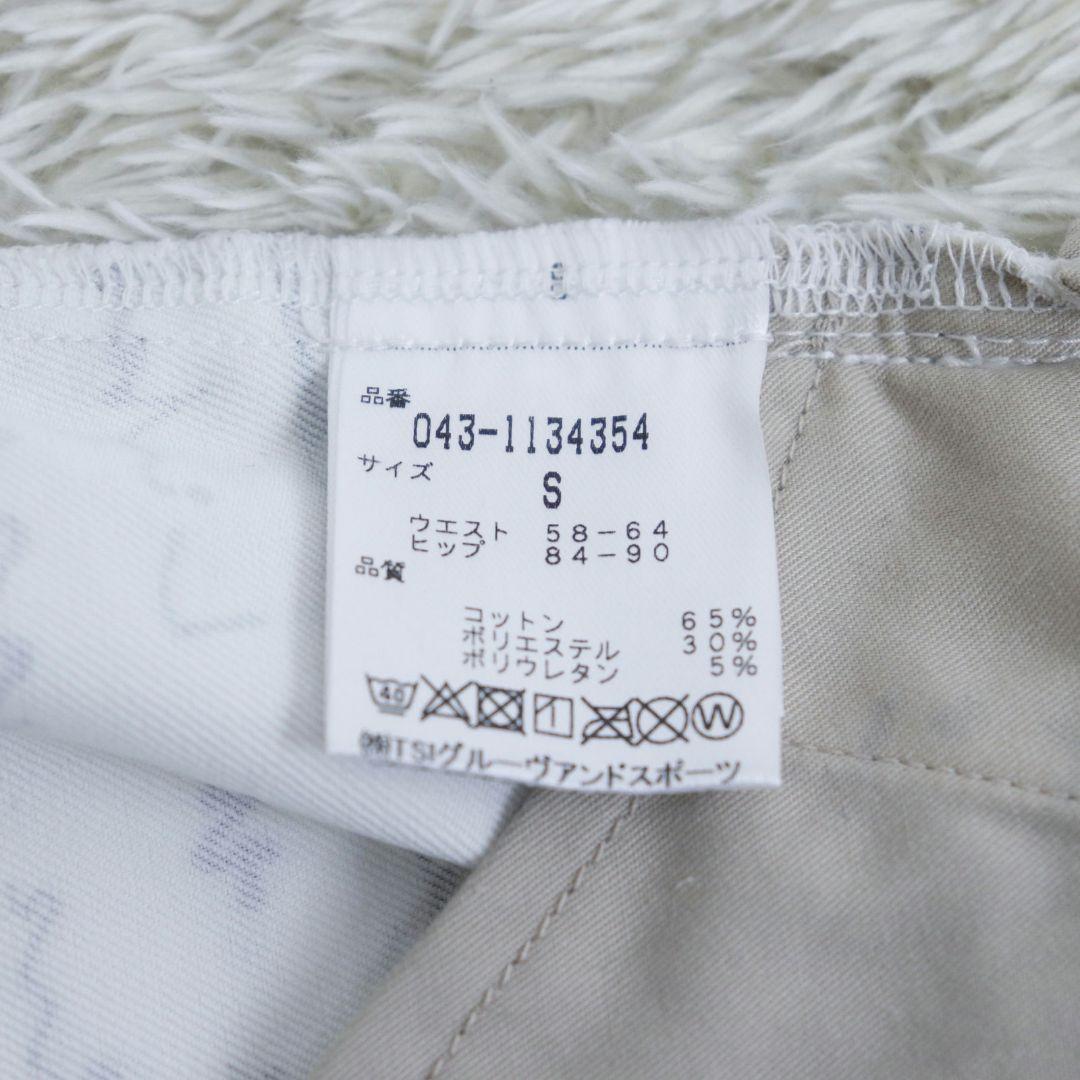 品番
043-1134354
サイズ
S
ウエスト 58-64
ヒップ 84-90
品質
コットン 65%
ポリエステル 30%
ポリウレタン 5%
40 W
㈱TSIグルーヴアンドスポーツ